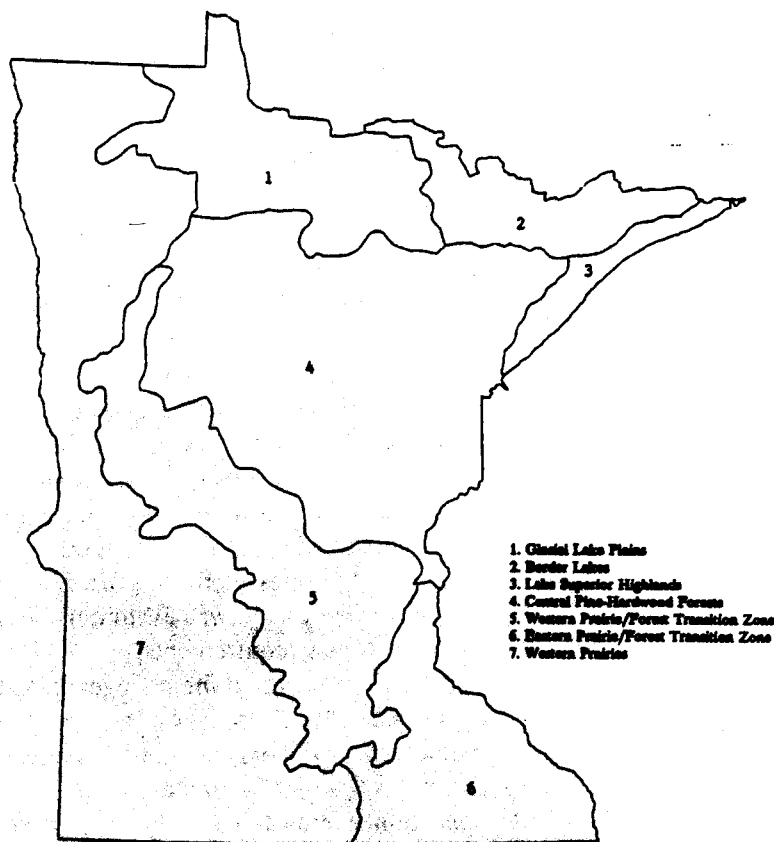 1
2
3
4
5
7
6
1. Glacial Lake Plains
2. Border Lakes
3. Lake Superior Highlands
4. Central Pine-Hardwood Forests
5. Western Prairie/Forest Transition Zone
6. Eastern Prairie/Forest Transition Zone
7. Western Prairies